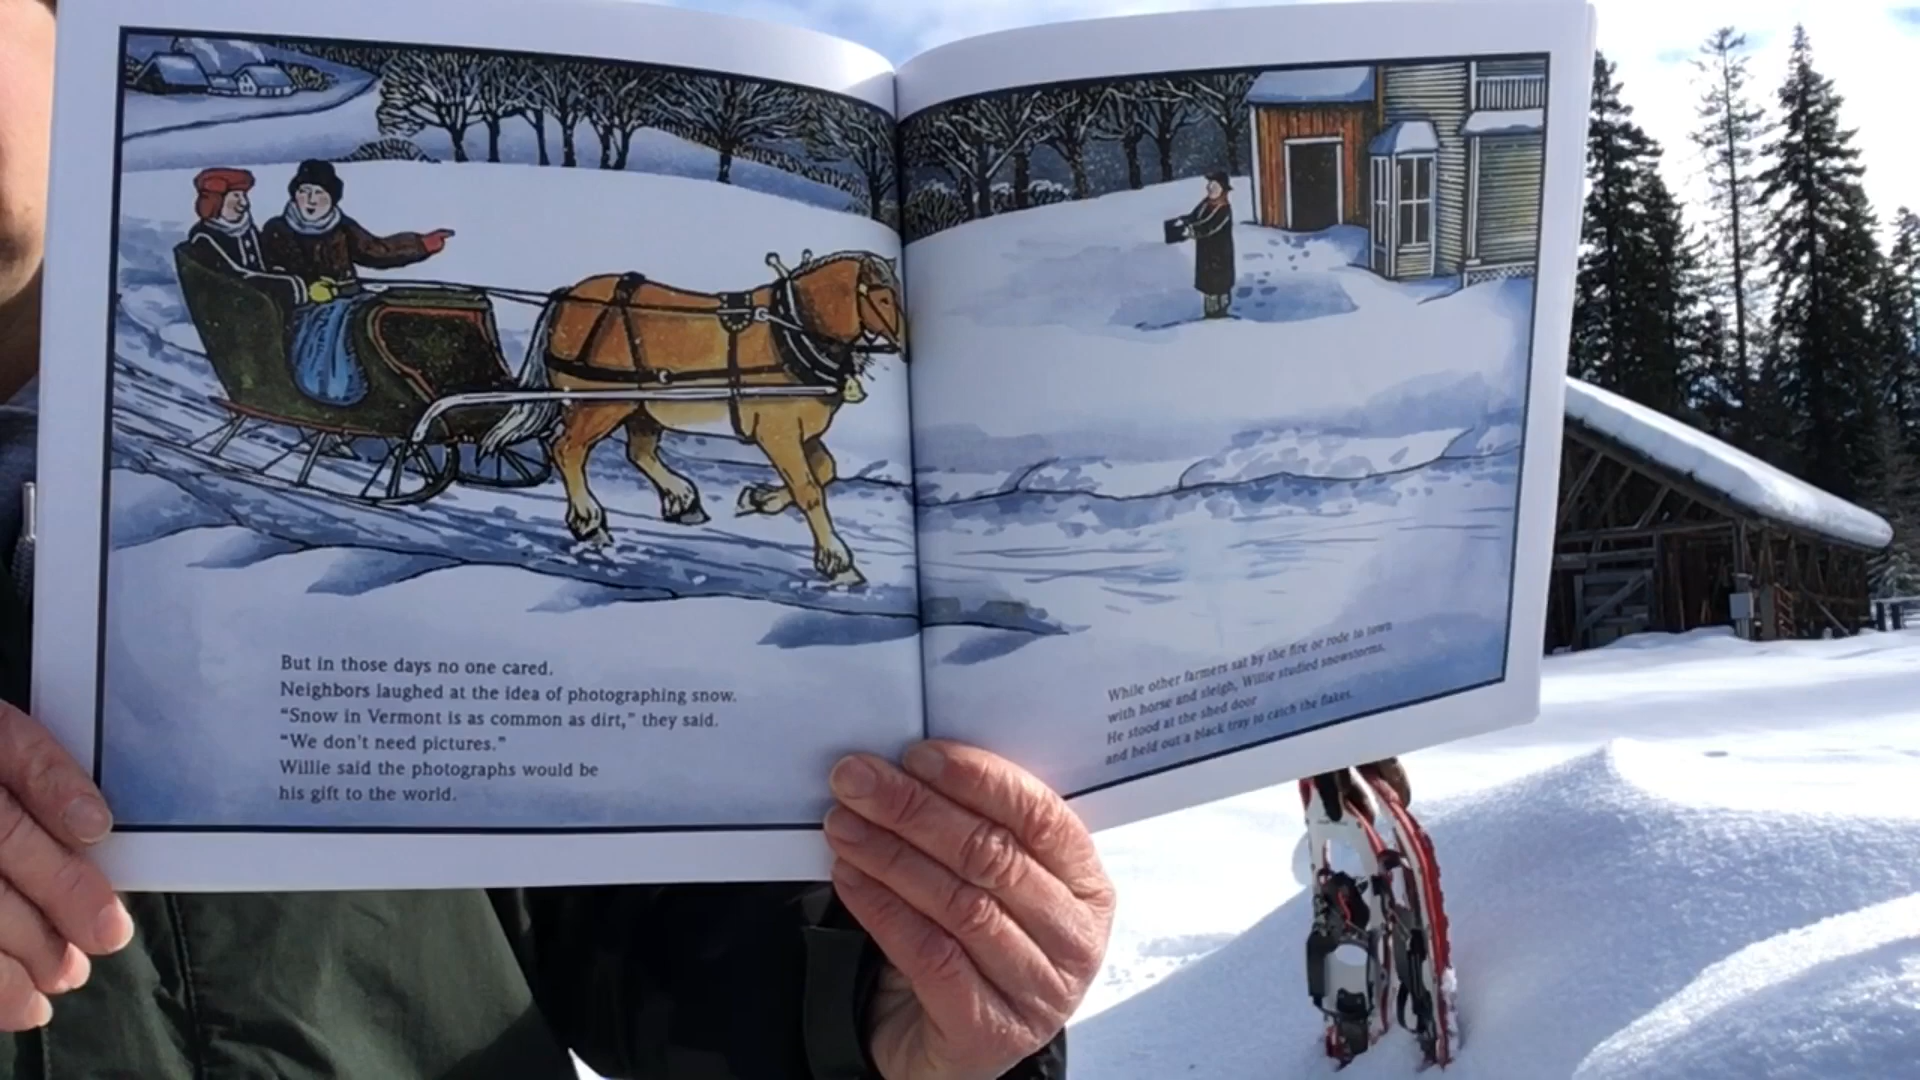 But in those days no one cared.
Neighbors laughed at the idea of photographing snow.
“Snow in Vermont is as common as dirt,” they said.
“We don't need pictures.”
Willie said the photographs would be
his gift to the world.
While other farmers sat by the fire or rode to town
with horse and sleigh, Willie studied snowstorms.
He stood at the shed door
and held out a black tray to catch the flakes.